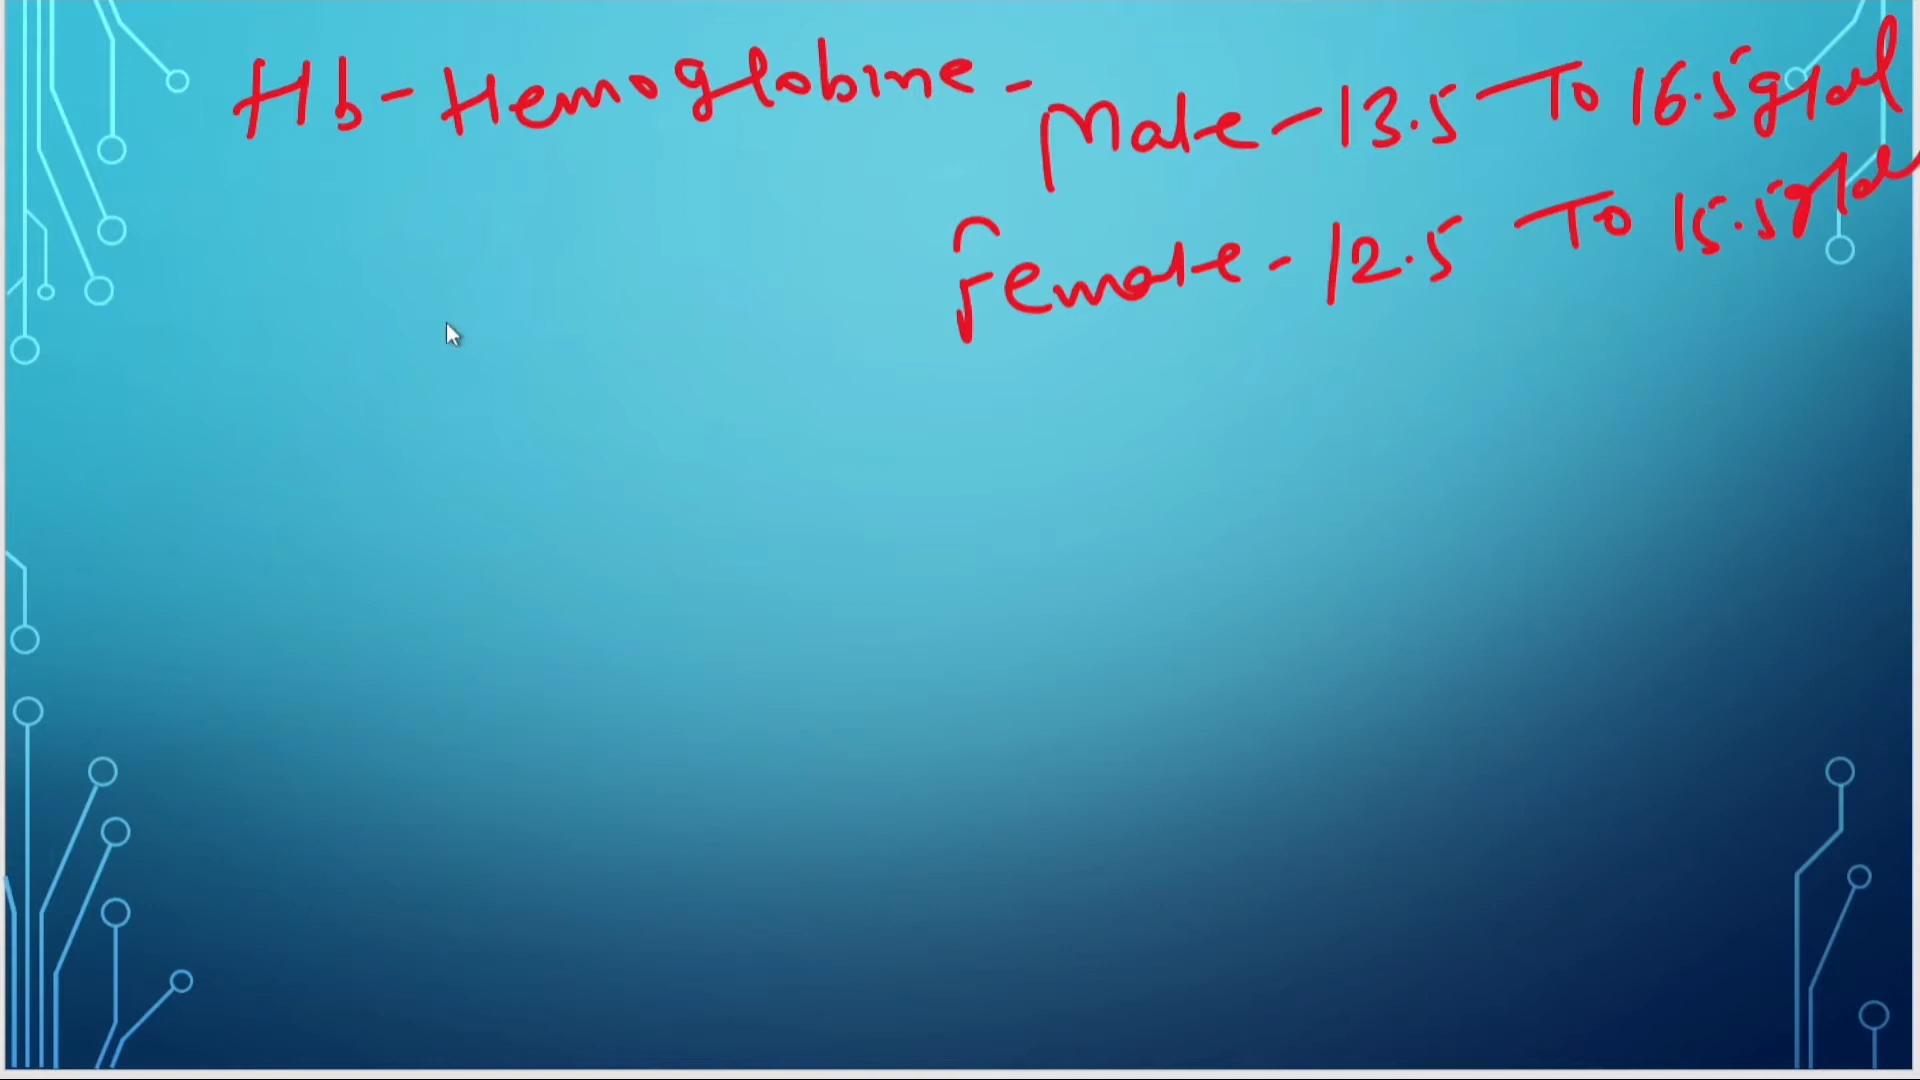 Hb - Hemoglobine - Male - 13.5 To 16.5 g/dl
Female - 12.5 To 15.5 g/dl